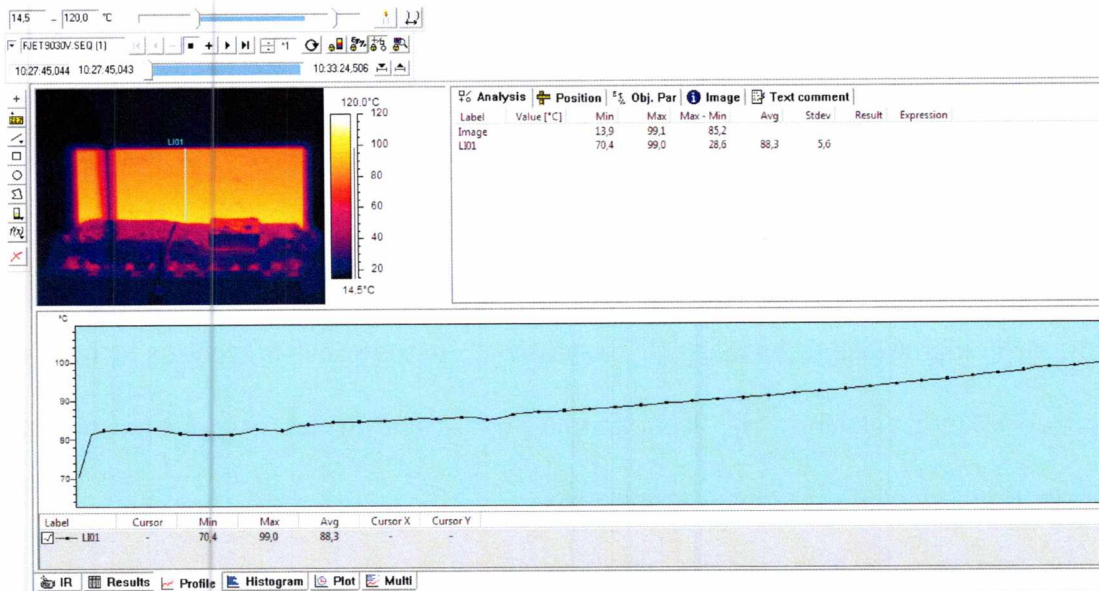 14,5 – 120,0 °C
FJET9030V.SEQ (1) *1
10:27:45,044 10:27:45,043 10:33:24,506
LI01
120.0°C
120
100
80
60
40
20
14.5°C
Analysis Position Obj. Par Image Text comment
Label Value [°C] Min Max Max - Min Avg Stdev Result Expression
Image 13,9 99,1 85,2
LI01 70,4 99,0 28,6 88,3 5,6
°C
100
90
80
70
Label Cursor Min Max Avg Cursor X Cursor Y
LI01 - 70,4 99,0 88,3 - -
IR Results Profile Histogram Plot Multi